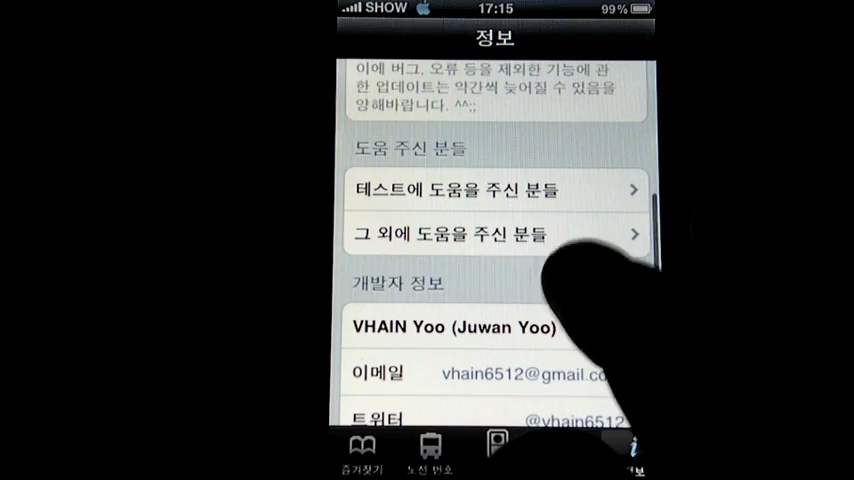 SHOW 17:15 99%
정보
이에 버그, 오류 등을 제외한 기능에 관
한 업데이트는 약간씩 늦어질 수 있음을
양해바랍니다. ^^;;
도움 주신 분들
테스트에 도움을 주신 분들
그 외에 도움을 주신 분들
개발자 정보
VHAIN Yoo (Juwan Yoo)
이메일 vhain6512@gmail.co
트위터 @vhain6512
즐겨찾기 노선 번호 보